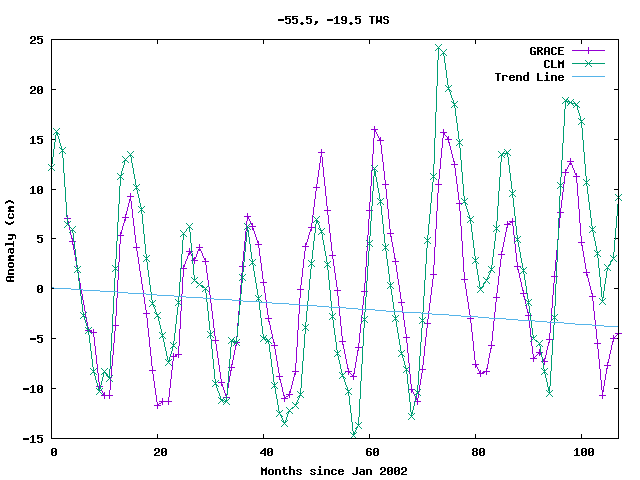 -55.5, -19.5 TWS
GRACE
CLM
Trend Line
25
20
15
10
5
0
-5
-10
-15
Anomaly (cm)
0 20 40 60 80 100
Months since Jan 2002